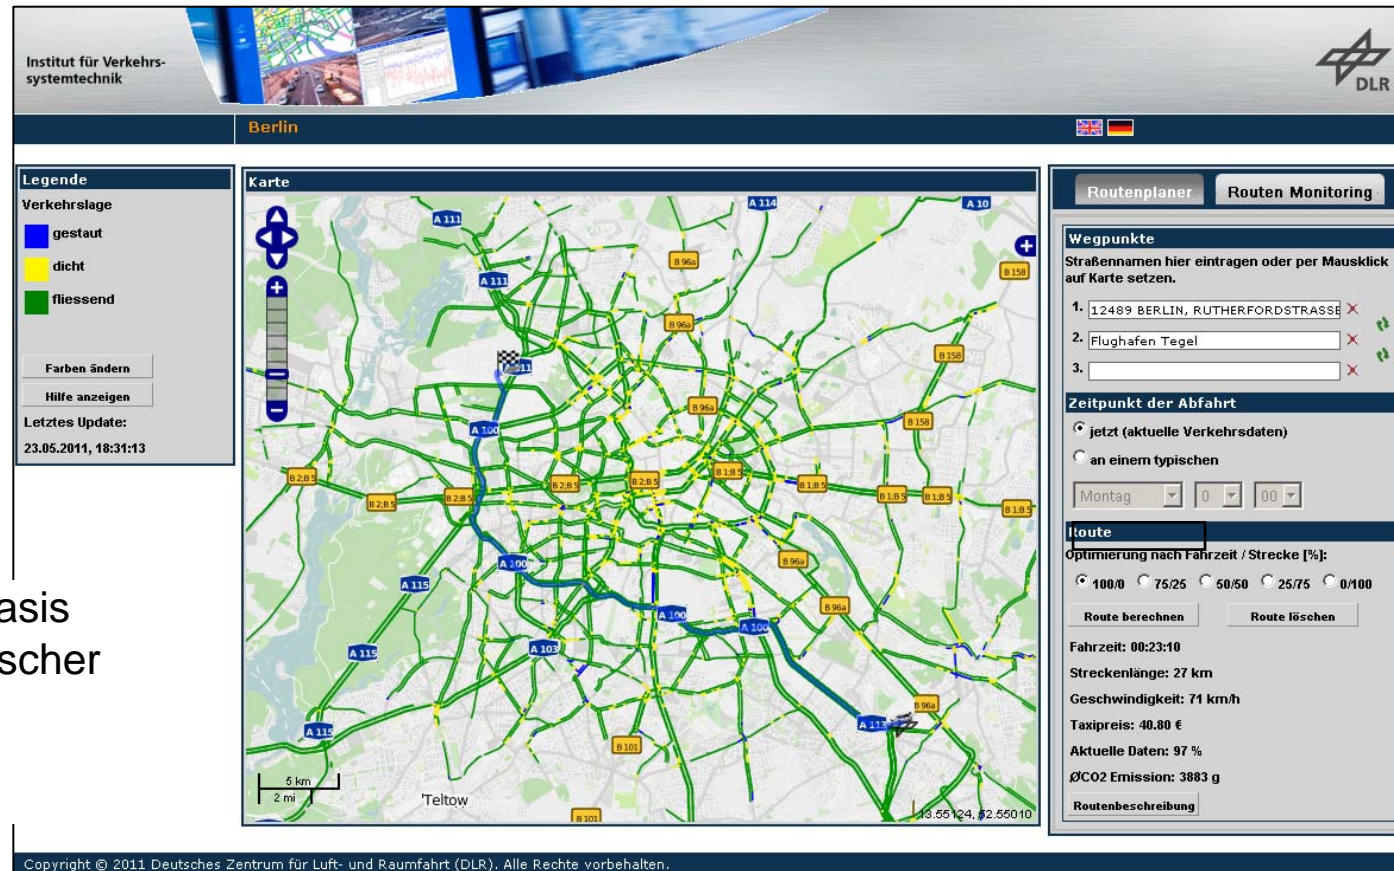 Institut für Verkehrs-
systemtechnik
DLR
Berlin
Legende
Verkehrslage
gestaut
dicht
fliessend
Farben ändern
Hilfe anzeigen
Letztes Update:
23.05.2011, 18:31:13
asis
scher
Karte
A 111
A 114
A 10
B 96a
B 158
A 111
B 96a
B 158
A 100
B 96a
B 158
B 2;B 5
B 2;B 5
B 2;B 5
B 2;B 5
B 2;B 5
B 1;B 5
B 1;B 5
B 1;B 5
B 1;B 5
B 1;B 5
A 100
B 96a
A 115
A 100
A 100
B 96a
A 103
A 115
A 113
B 96a
A 115
B 101
5 km
2 mi
Teltow
B 101
13.55124, 52.55010
Routenplaner
Routen Monitoring
Wegpunkte
Straßennamen hier eintragen oder per Mausklick
auf Karte setzen.
1. 12489 BERLIN, RUTHERFORDSTRASSE
2. Flughafen Tegel
3.
Zeitpunkt der Abfahrt
jetzt (aktuelle Verkehrsdaten)
an einem typischen
Montag 0 00
Route
Optimierung nach Fahrzeit / Strecke [%]:
100/0 75/25 50/50 25/75 0/100
Route berechnen Route löschen
Fahrzeit: 00:23:10
Streckenlänge: 27 km
Geschwindigkeit: 71 km/h
Taxipreis: 40.80 €
Aktuelle Daten: 97 %
ØCO2 Emission: 3883 g
Routenbeschreibung
Copyright © 2011 Deutsches Zentrum für Luft- und Raumfahrt (DLR). Alle Rechte vorbehalten.